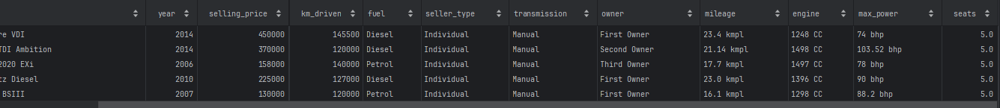 year selling_price km_driven fuel seller_type transmission owner mileage engine max_power seats
re VDI 2014 450000 145500 Diesel Individual Manual First Owner 23.4 kmpl 1248 CC 74 bhp 5.0
TDI Ambition 2014 370000 120000 Diesel Individual Manual Second Owner 21.14 kmpl 1498 CC 103.52 bhp 5.0
2020 EXi 2006 158000 140000 Petrol Individual Manual Third Owner 17.7 kmpl 1497 CC 78 bhp 5.0
tz Diesel 2010 225000 127000 Diesel Individual Manual First Owner 23.0 kmpl 1396 CC 90 bhp 5.0
BSIII 2007 130000 120000 Petrol Individual Manual First Owner 16.1 kmpl 1298 CC 88.2 bhp 5.0